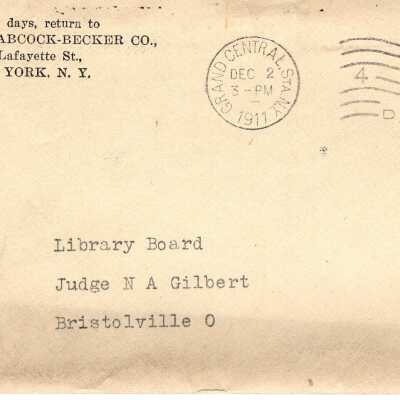 days, return to
ABCOCK-BECKER CO.,
Lafayette St.,
YORK, N. Y.
GRAND CENTRAL STA. N.Y.
DEC 2
3-PM
1911
4
D
Library Board
Judge N A Gilbert
Bristolville O